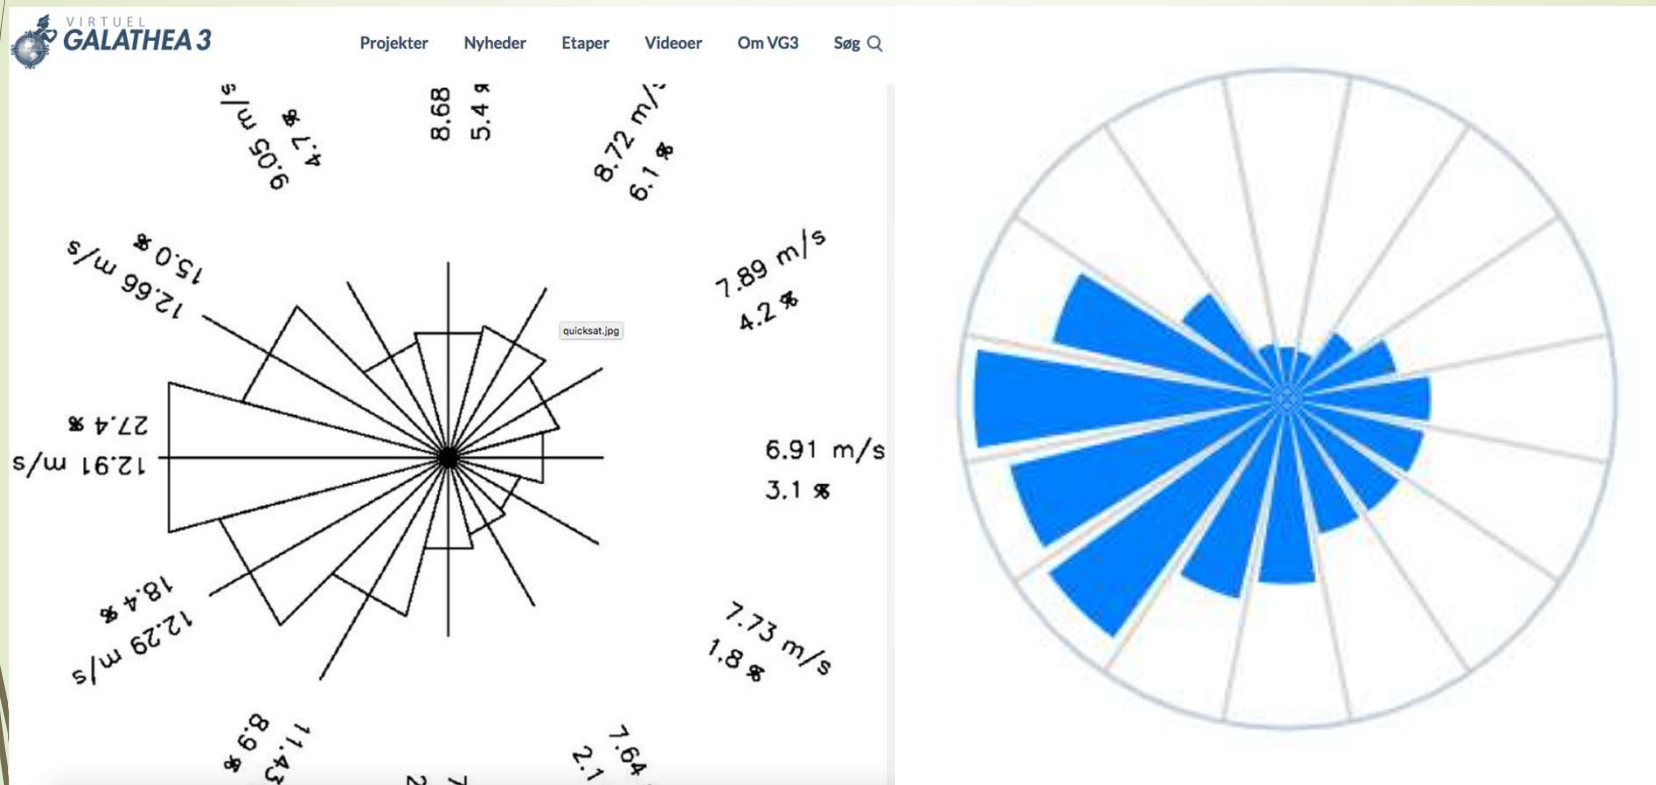 VIRTUEL
GALATHEA 3
Projekter
Nyheder
Etaper
Videoer
Om VG3
Søg
9.05 m/s
4.7 %
8.68
5.4 %
8.72 m/s
6.1 %
7.89 m/s
4.2 %
6.91 m/s
3.1 %
7.73 m/s
1.8 %
7.64
2.1
11.43
8.9 %
12.29 m/s
18.4 %
12.91 m/s
27.4 %
12.66 m/s
15.0 %
quicksat.jpg